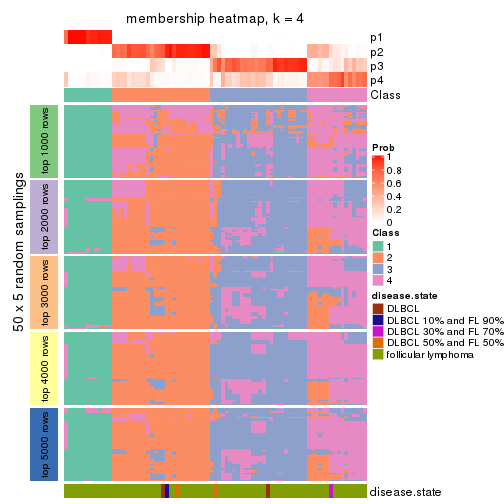 membership heatmap, k = 4
p1
p2
p3
p4
Class
50 x 5 random samplings
top 1000 rows
top 2000 rows
top 3000 rows
top 4000 rows
top 5000 rows
disease.state
Prob
1
0.8
0.6
0.4
0.2
0
Class
1
2
3
4
disease.state
DLBCL
DLBCL 10% and FL 90%
DLBCL 30% and FL 70%
DLBCL 50% and FL 50%
follicular lymphoma